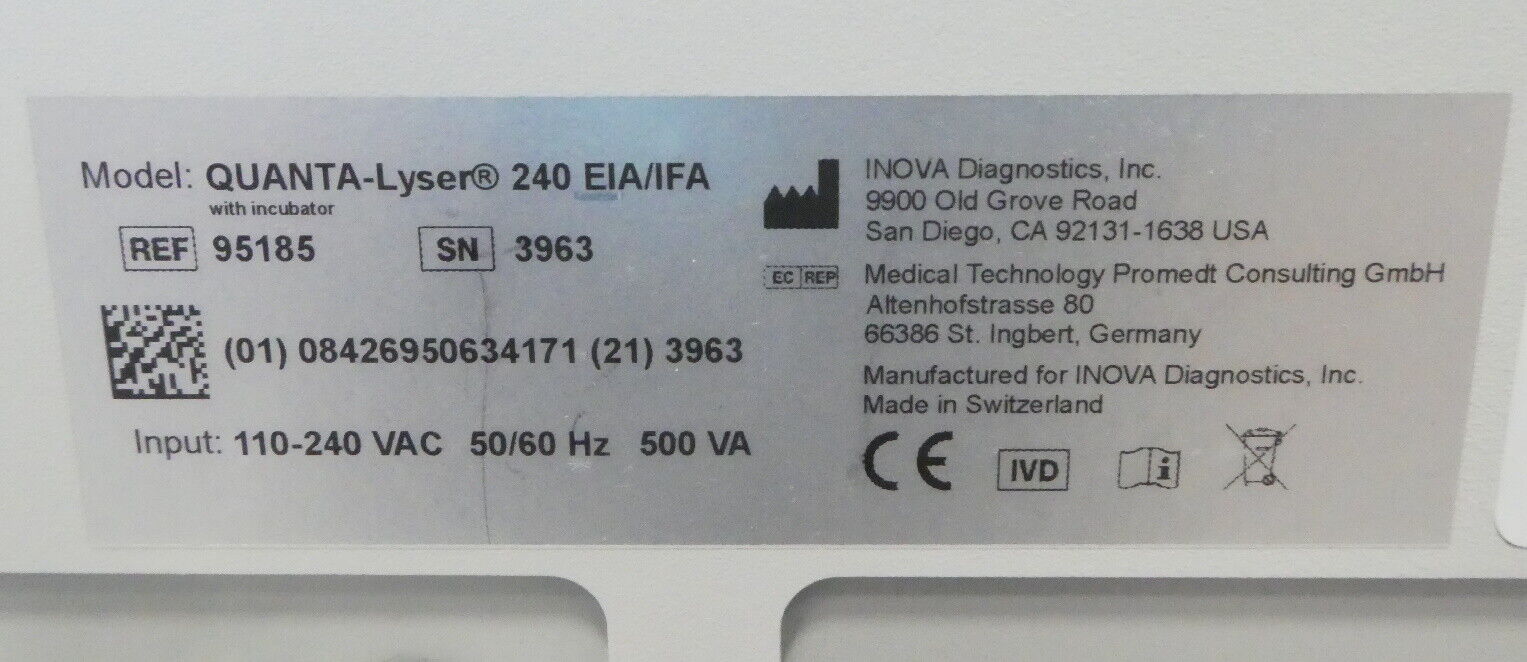 Model: QUANTA-Lyser® 240 EIA/IFA
with incubator
REF 95185 SN 3963
(01) 08426950634171 (21) 3963
Input: 110-240 VAC 50/60 Hz 500 VA
INOVA Diagnostics, Inc.
9900 Old Grove Road
San Diego, CA 92131-1638 USA
EC REP Medical Technology Promedt Consulting GmbH
Altenhofstrasse 80
66386 St. Ingbert, Germany
Manufactured for INOVA Diagnostics, Inc.
Made in Switzerland
CE IVD i